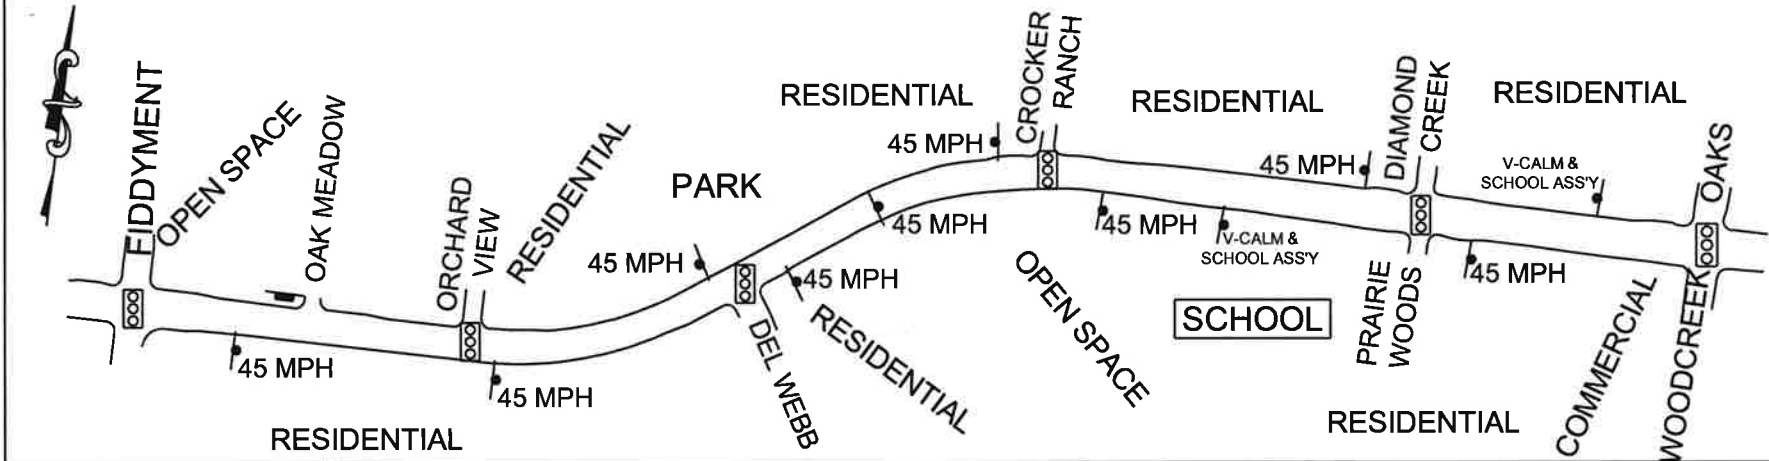 FIDDYMENT
OPEN SPACE
OAK MEADOW
ORCHARD
VIEW
RESIDENTIAL
45 MPH
45 MPH
RESIDENTIAL
45 MPH
PARK
DEL WEBB
45 MPH
RESIDENTIAL
45 MPH
RESIDENTIAL
45 MPH
CROCKER
RANCH
OPEN SPACE
45 MPH
RESIDENTIAL
V-CALM &
SCHOOL ASS'Y
SCHOOL
45 MPH
DIAMOND
CREEK
PRAIRIE
WOODS
45 MPH
RESIDENTIAL
V-CALM &
SCHOOL ASS'Y
RESIDENTIAL
COMMERCIAL
WOODCREEK
OAKS